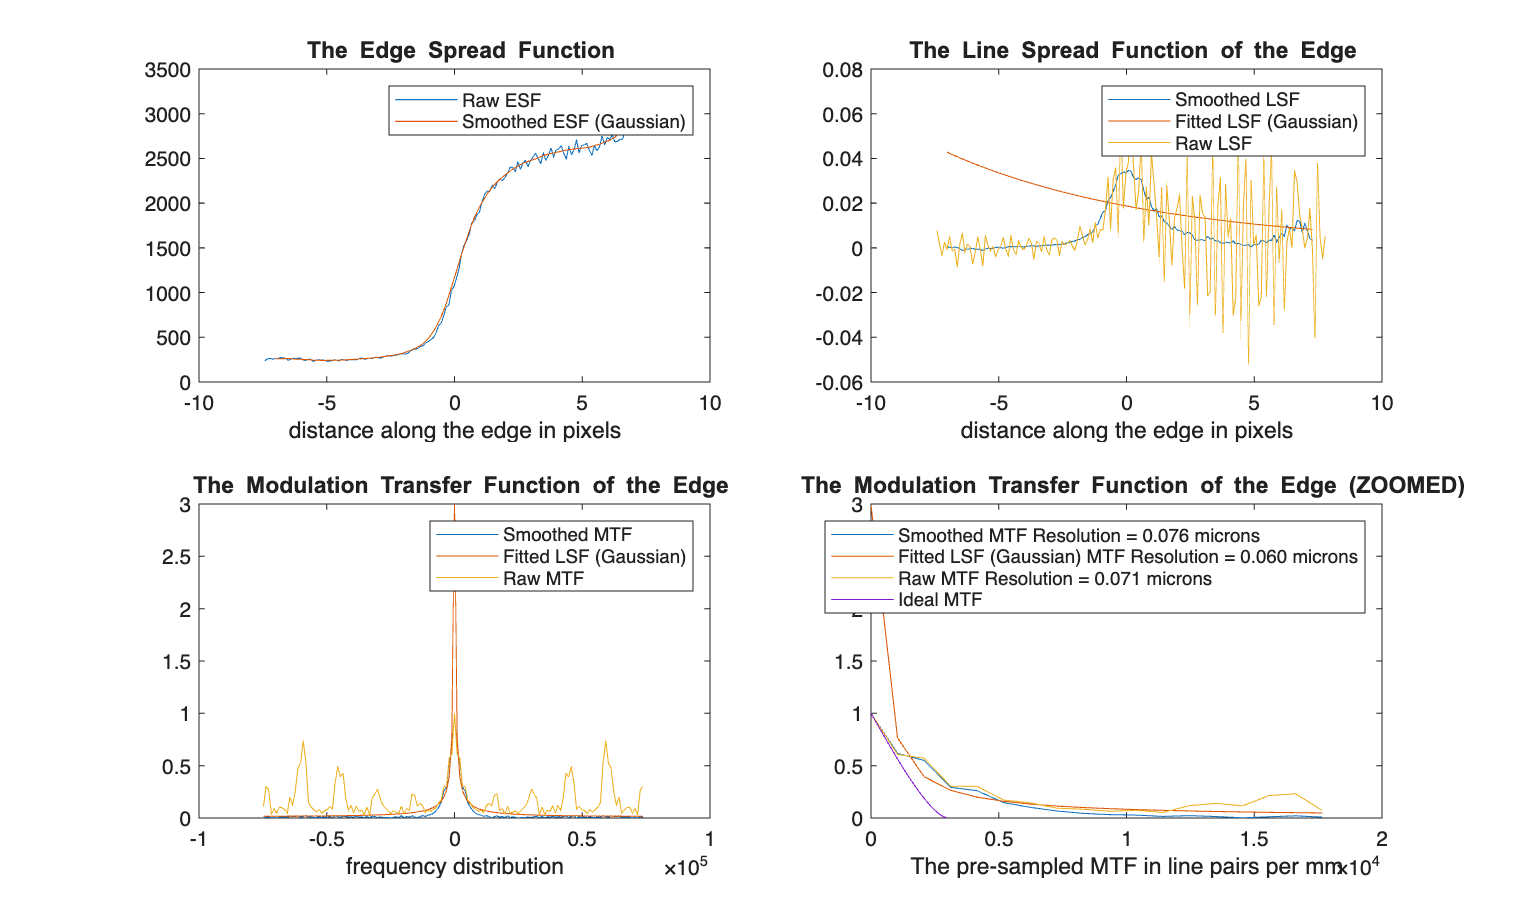 The Edge Spread Function
3500
3000
2500
2000
1500
1000
500
0
-10
-5
0
5
10
Raw ESF
Smoothed ESF (Gaussian)
distance along the edge in pixels
The Line Spread Function of the Edge
0.08
0.06
0.04
0.02
0
-0.02
-0.04
-0.06
-10
-5
0
5
10
Smoothed LSF
Fitted LSF (Gaussian)
Raw LSF
distance along the edge in pixels
The Modulation Transfer Function of the Edge
3
2.5
2
1.5
1
0.5
0
-1
-0.5
0
0.5
1
×10⁵
Smoothed MTF
Fitted LSF (Gaussian)
Raw MTF
frequency distribution
The Modulation Transfer Function of the Edge (ZOOMED)
3
2
1.5
1
0.5
0
0
0.5
1
1.5
2
×10⁴
Smoothed MTF Resolution = 0.076 microns
Fitted LSF (Gaussian) MTF Resolution = 0.060 microns
Raw MTF Resolution = 0.071 microns
Ideal MTF
The pre-sampled MTF in line pairs per mm